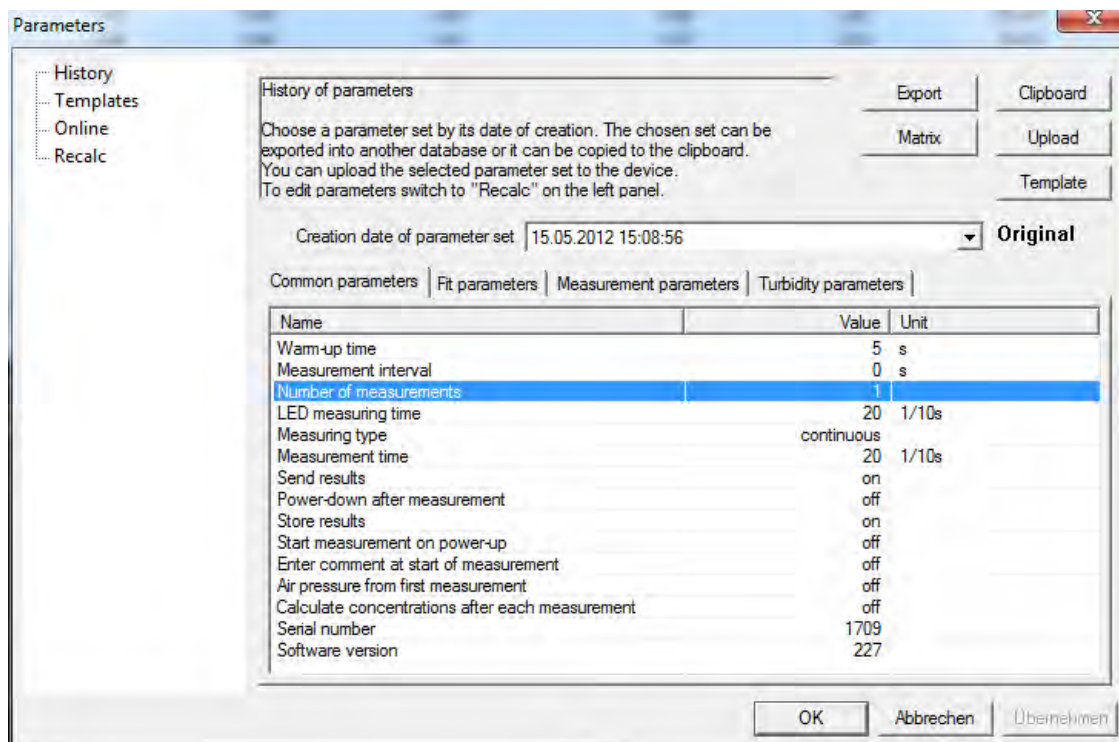 Parameters
History
Templates
Online
Recalc
History of parameters
Choose a parameter set by its date of creation. The chosen set can be
exported into another database or it can be copied to the clipboard.
You can upload the selected parameter set to the device.
To edit parameters switch to "Recalc" on the left panel.
Export
Clipboard
Matrix
Upload
Template
Creation date of parameter set 15.05.2012 15:08:56 Original
Common parameters Fit parameters Measurement parameters Turbidity parameters
Name Value Unit
Warm-up time 5 s
Measurement interval 0 s
Number of measurements 1
LED measuring time 20 1/10s
Measuring type continuous
Measurement time 20 1/10s
Send results on
Power-down after measurement off
Store results on
Start measurement on power-up off
Enter comment at start of measurement off
Air pressure from first measurement off
Calculate concentrations after each measurement off
Serial number 1709
Software version 227
OK Abbrechen Übernehmen